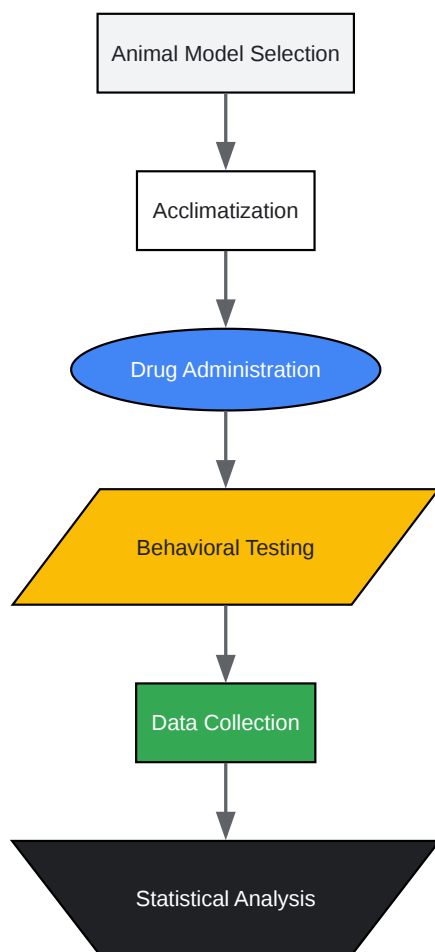 Animal Model Selection
Acclimatization
Drug Administration
Behavioral Testing
Data Collection
Statistical Analysis